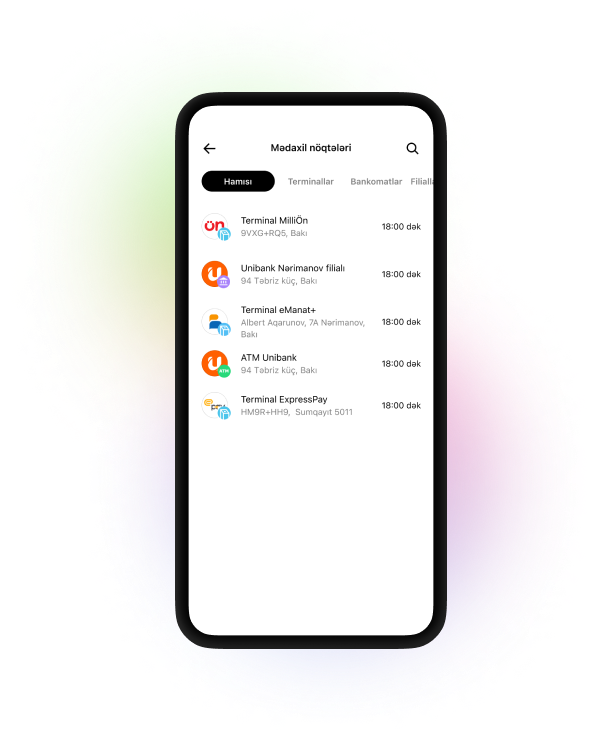 Mədaxil nöqtələri
Hamısı Terminallar Bankomatlar
ön
Terminal MilliÖn
9VXG+RQ5, Bakı
18:00 dək
Unibank Nərimanov filialı
94 Təbriz küç, Bakı
18:00 dək
Terminal eManat+
Albert Aqarunov, 7A Nərimanov,
Bakı
18:00 dək
ATM Unibank
94 Təbriz küç, Bakı
18:00 dək
ATM
Terminal ExpressPay
HM9R+HH9, Sumqayıt 5011
18:00 dək